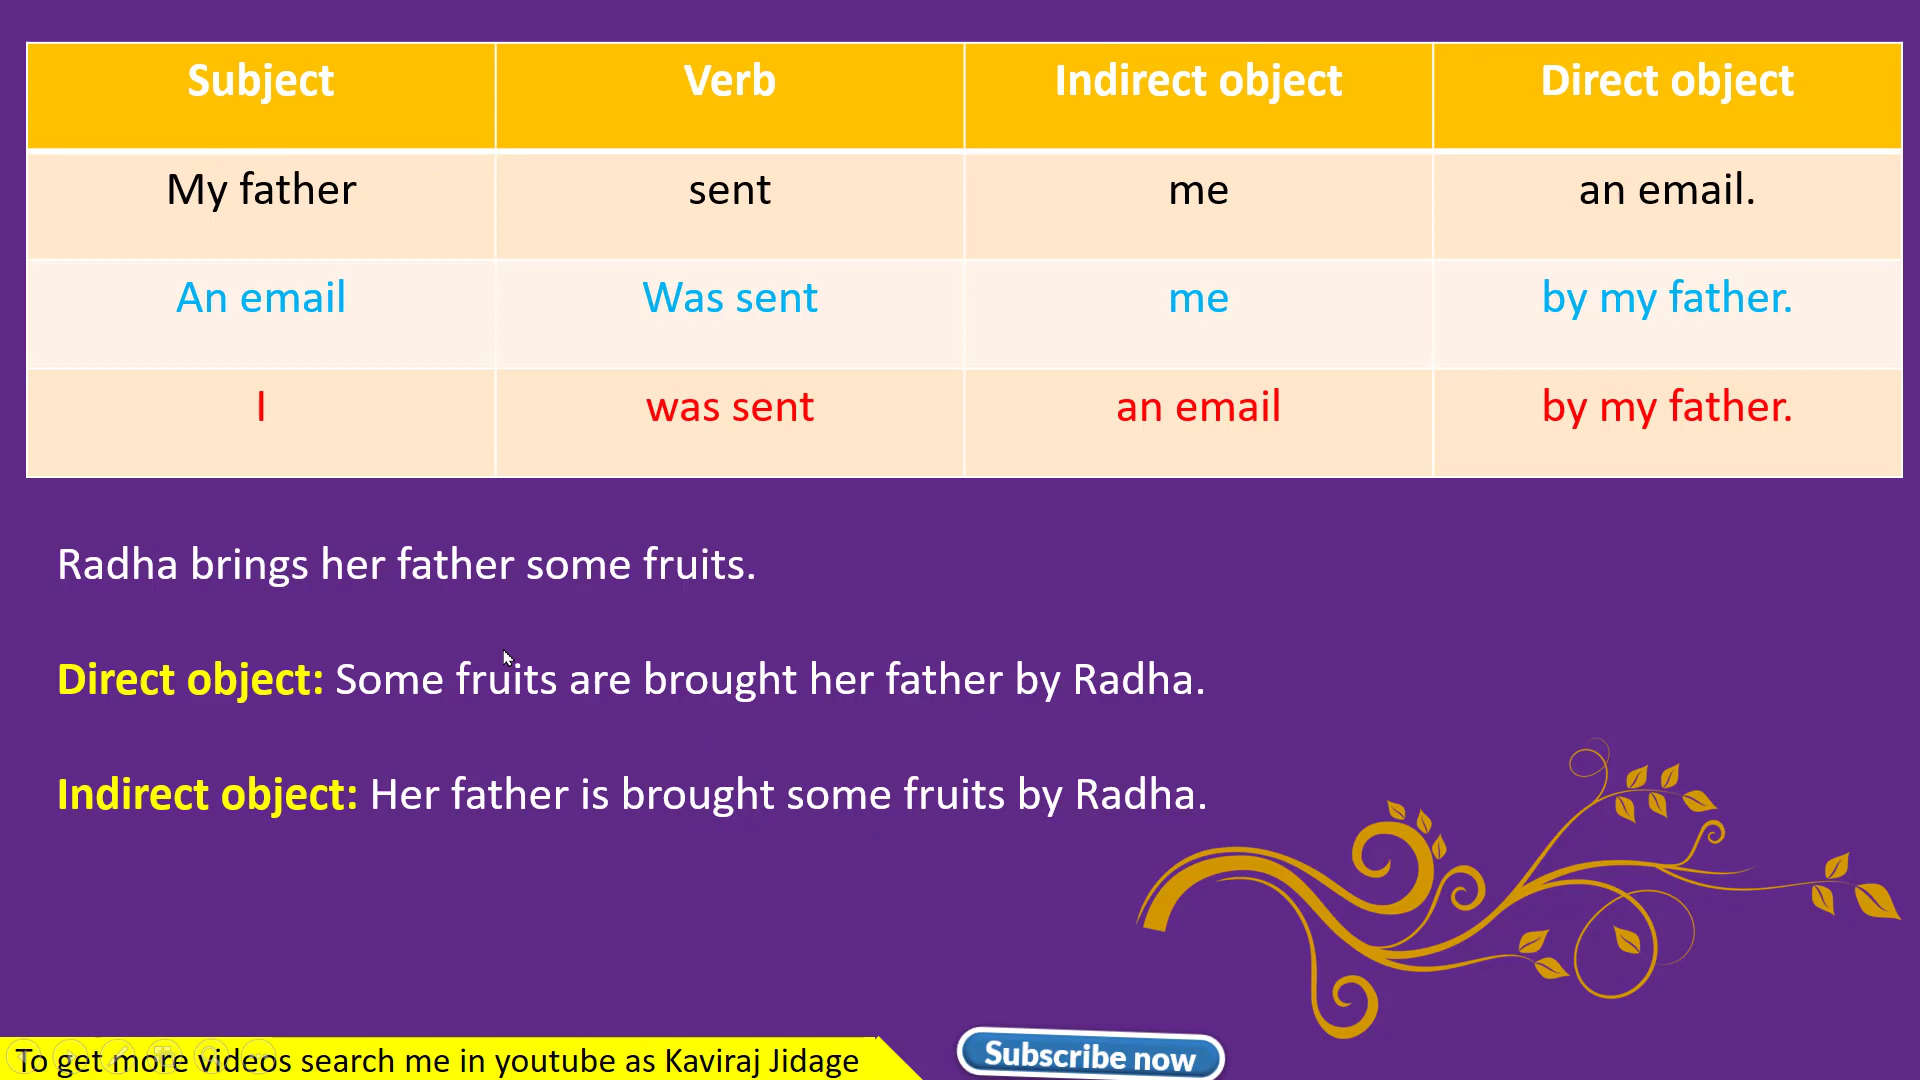 Subject Verb Indirect object Direct object
My father sent me an email.
An email Was sent me by my father.
I was sent an email by my father.
Radha brings her father some fruits.
Direct object: Some fruits are brought her father by Radha.
Indirect object: Her father is brought some fruits by Radha.
To get more videos search me in youtube as Kaviraj Jidage
Subscribe now